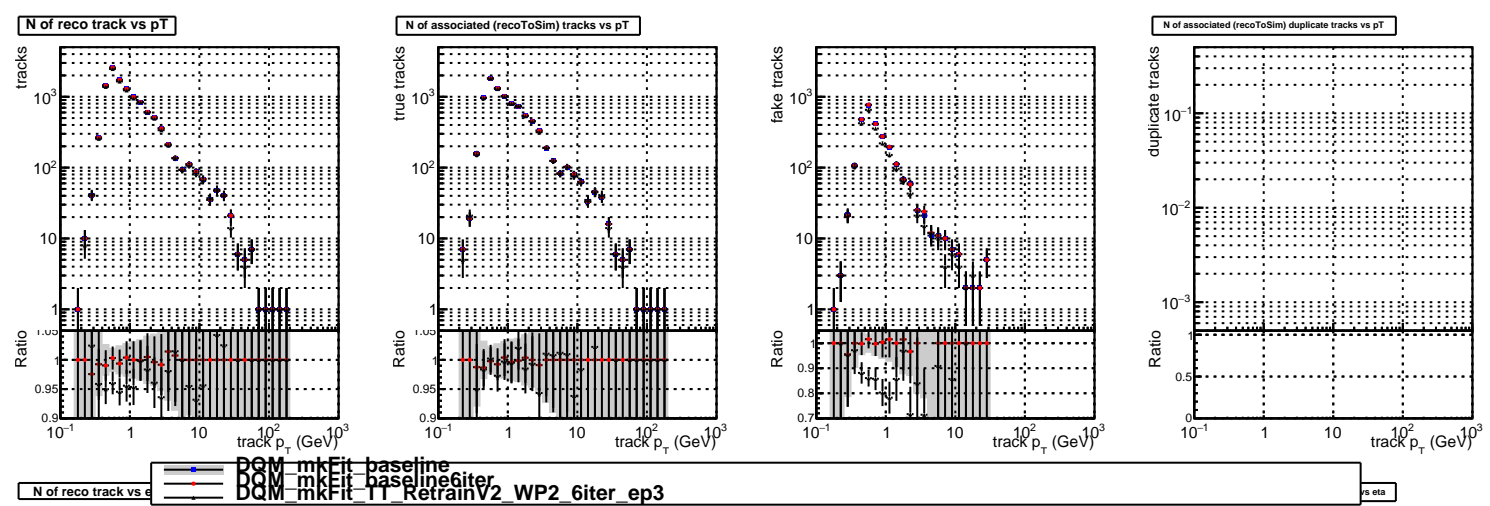 N of reco track vs pT
N of associated (recoToSim) tracks vs pT
N of associated (recoToSim) duplicate tracks vs pT
tracks
10³
10²
10
1
Ratio
1.05
1
0.95
0.9
10⁻¹ 1 10 10² 10³
track p_T (GeV)
true tracks
10³
10²
10
1
Ratio
1
0.95
0.9
10⁻¹ 1 10 10² 10³
track p_T (GeV)
fake tracks
10³
10²
10
1
Ratio
1
0.9
0.8
0.7
10⁻¹ 1 10 10² 10³
track p_T (GeV)
duplicate tracks
10⁻¹
10⁻²
10⁻³
Ratio
1
0.5
0
10⁻¹ 1 10 10² 10³
track p_T (GeV)
DQM_mkFit_baseline
DQM_mkFit_baseline6iter
DQM_mkFit_TT_RetrainV2_WP2_6iter_ep3
N of reco track vs e
vs eta